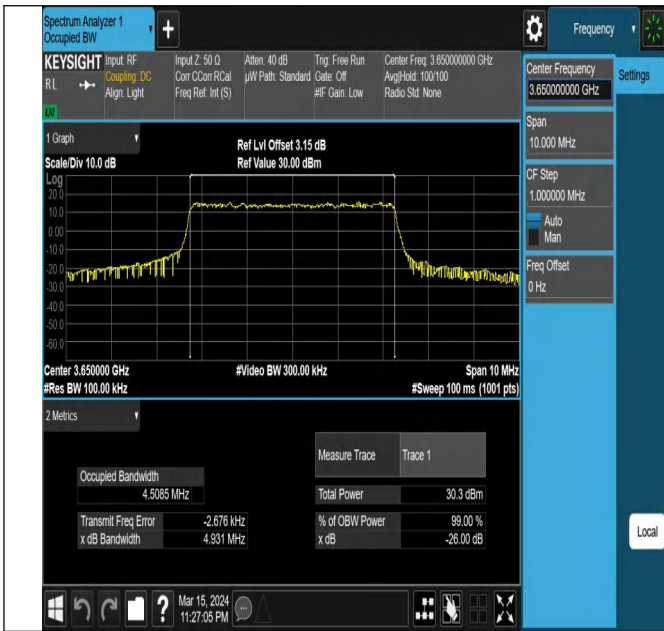 Spectrum Analyzer 1
Occupied BW
Frequency
KEYSIGHT
RL
LXI
Input: RF
Coupling: DC
Align: Light
Input Z: 50 Ω
Corr CCorr RCal
Freq Ref: Int (S)
Atten: 40 dB
µW Path: Standard
Trig: Free Run
Gate: Off
#IF Gain: Low
Center Freq: 3.650000000 GHz
Avg|Hold: 100/100
Radio Std: None
Center Frequency
3.650000000 GHz
Settings
Span
10.000 MHz
CF Step
1.000000 MHz
Auto
Man
Freq Offset
0 Hz
1 Graph
Scale/Div 10.0 dB
Ref Lvl Offset 3.15 dB
Ref Value 30.00 dBm
Log
20.0
10.0
0.00
-10.0
-20.0
-30.0
-40.0
-50.0
-60.0
Center 3.650000 GHz
#Video BW 300.00 kHz
Span 10 MHz
#Res BW 100.00 kHz
#Sweep 100 ms (1001 pts)
2 Metrics
Measure Trace Trace 1
Occupied Bandwidth
4.5085 MHz
Total Power 30.3 dBm
Transmit Freq Error -2.676 kHz
% of OBW Power 99.00 %
x dB Bandwidth 4.931 MHz
x dB -26.00 dB
Local
Mar 15, 2024
11:27:05 PM